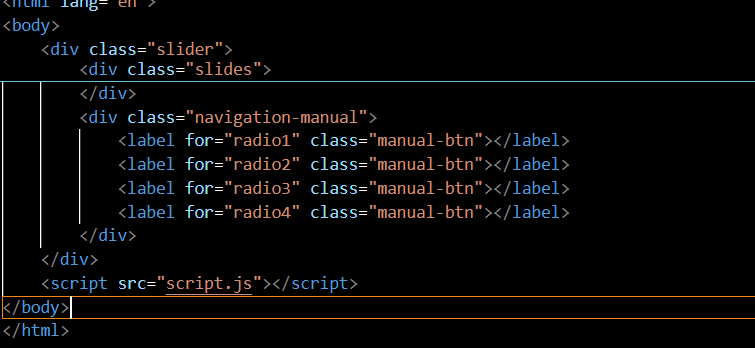 <html lang="en">
<body>
    <div class="slider">
        <div class="slides">
        </div>
        <div class="navigation-manual">
            <label for="radio1" class="manual-btn"></label>
            <label for="radio2" class="manual-btn"></label>
            <label for="radio3" class="manual-btn"></label>
            <label for="radio4" class="manual-btn"></label>
        </div>
    </div>
    <script src="script.js"></script>
</body>
</html>